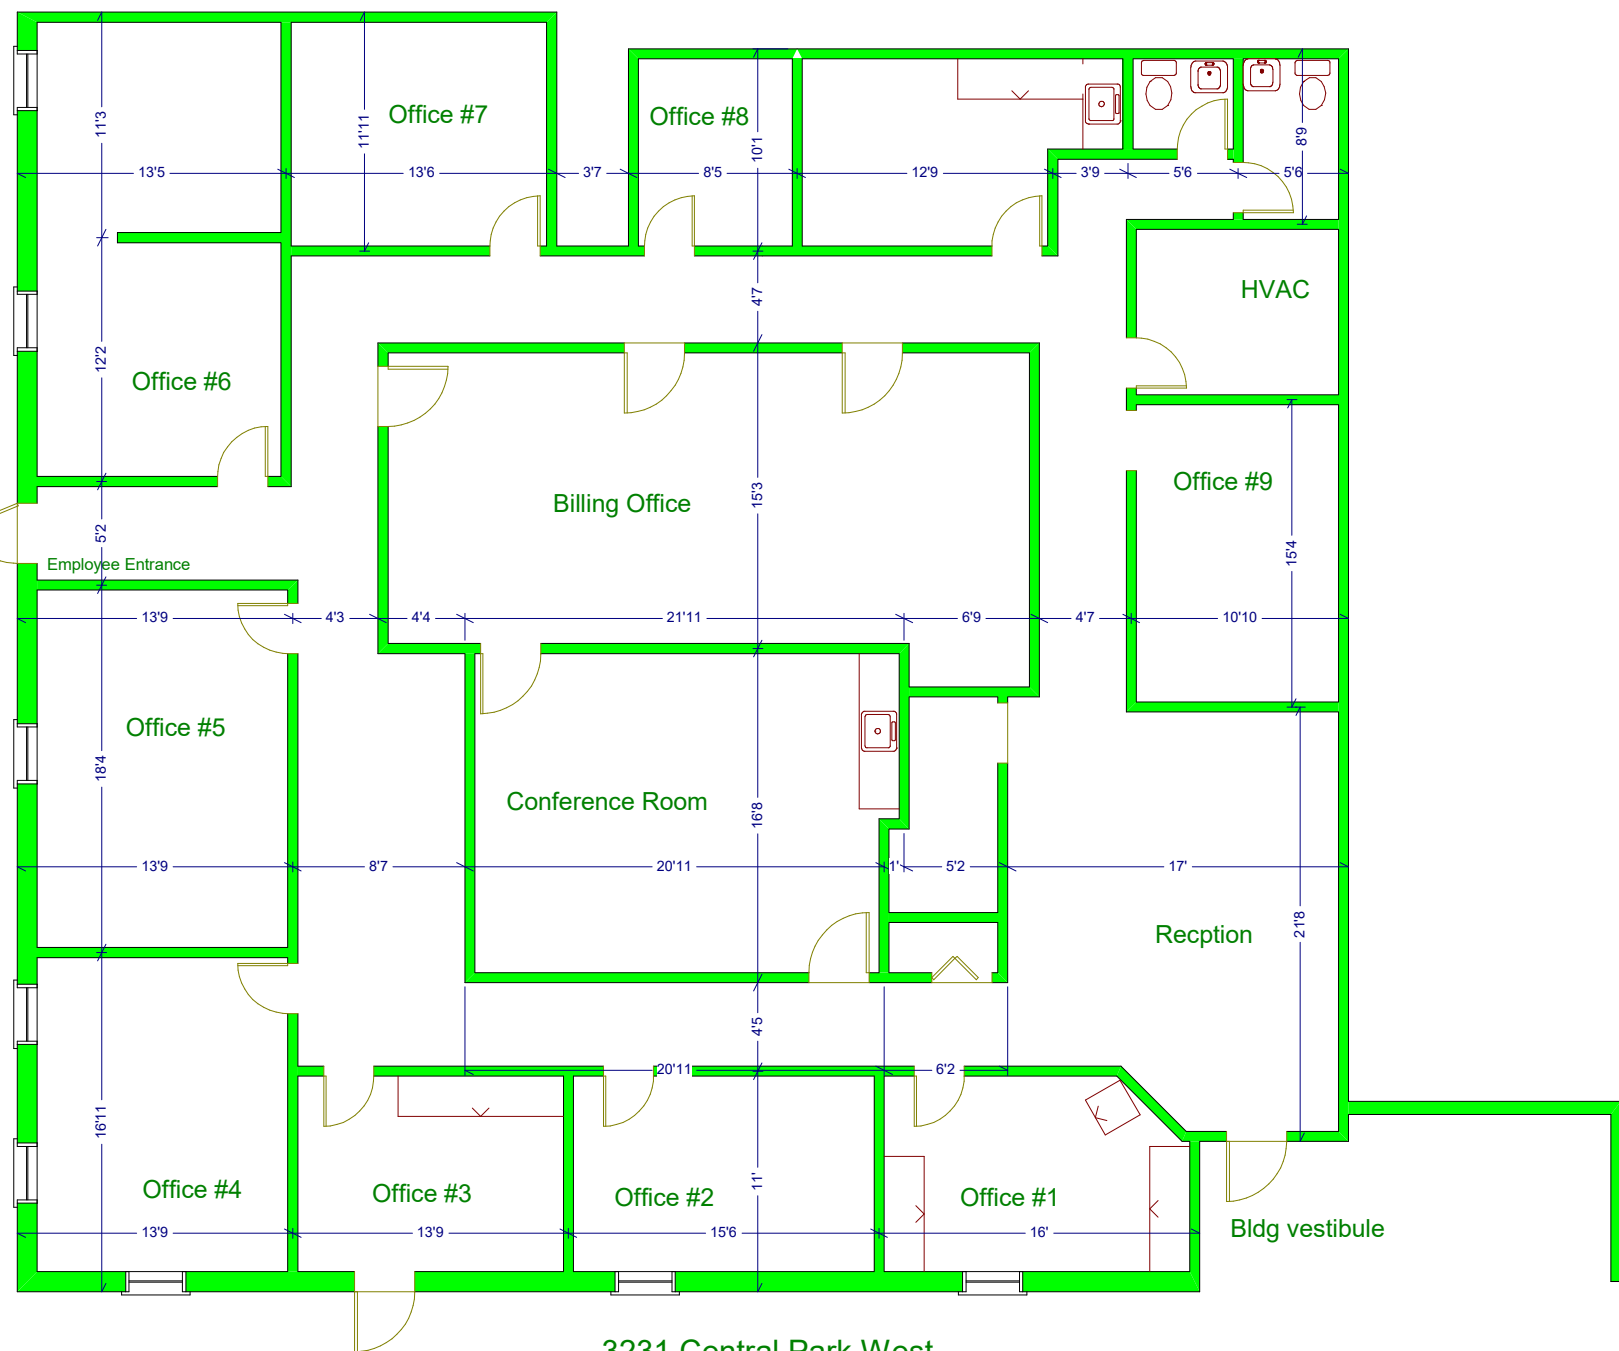 Office #7
Office #8
11'3
11'11
10'1
8'9
13'5
13'6
3'7
8'5
12'9
3'9
5'6
5'6
HVAC
4'7
12'2
Office #6
Billing Office
15'3
Office #9
5'2
15'4
Employee Entrance
13'9
4'3
4'4
21'11
6'9
4'7
10'10
Office #5
18'4
Conference Room
16'8
13'9
8'7
20'11
1'
5'2
17'
21'8
Recption
4'5
20'11
6'2
16'11
11'
Office #4
Office #3
Office #2
Office #1
13'9
13'9
15'6
16'
Bldg vestibule
3231 Central Park West